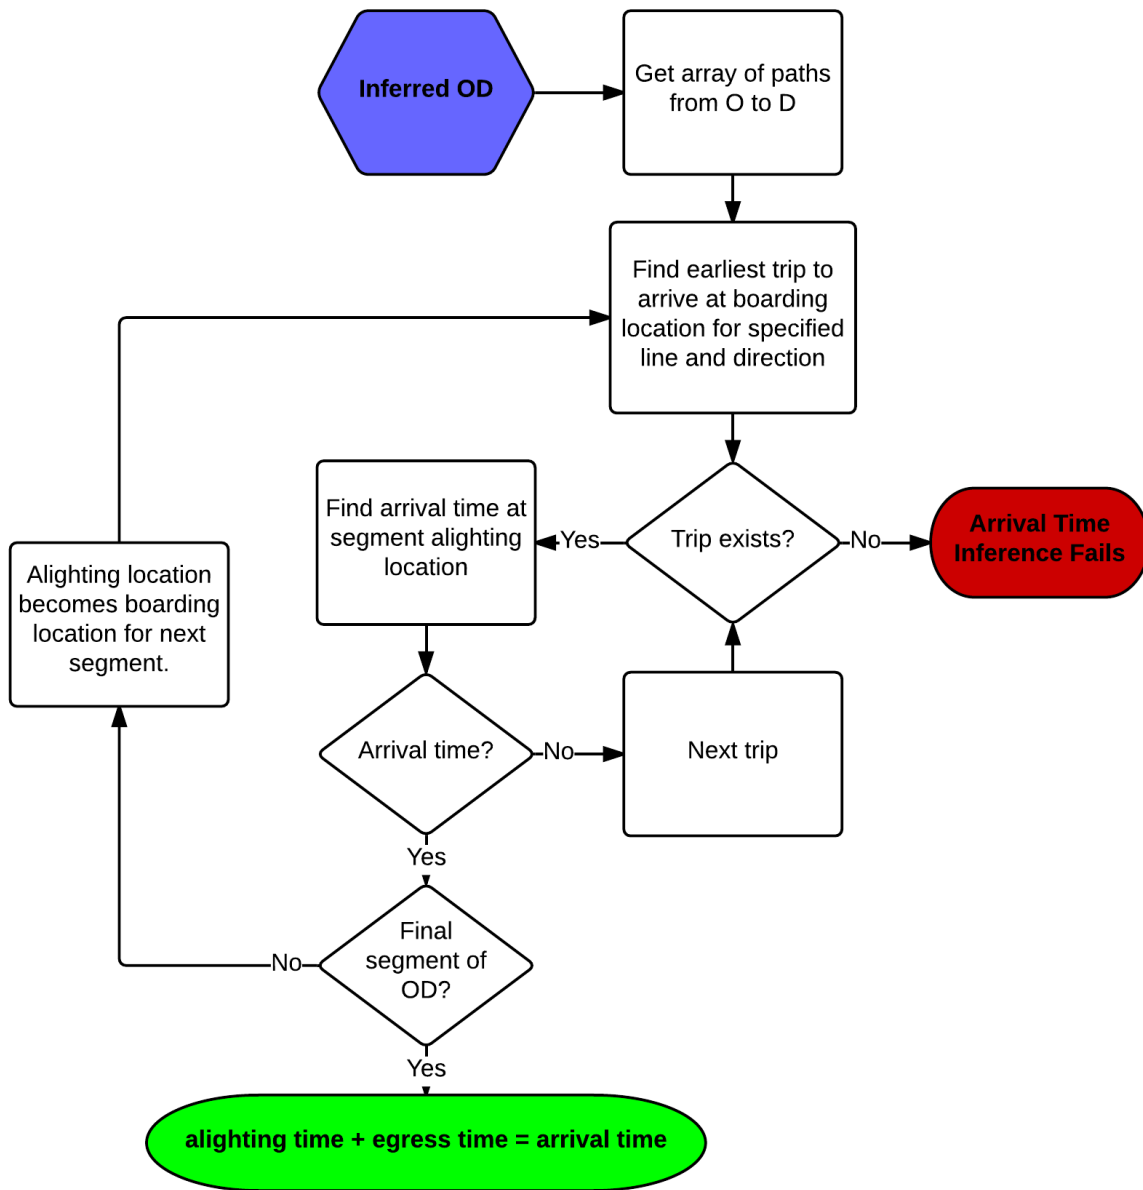 Inferred OD
Get array of paths
from O to D
Find earliest trip to
arrive at boarding
location for specified
line and direction
Trip exists?
Yes
No
Arrival Time
Inference Fails
Find arrival time at
segment alighting
location
Alighting location
becomes boarding
location for next
segment.
Arrival time?
No
Next trip
Yes
Final
segment of
OD?
No
Yes
alighting time + egress time = arrival time